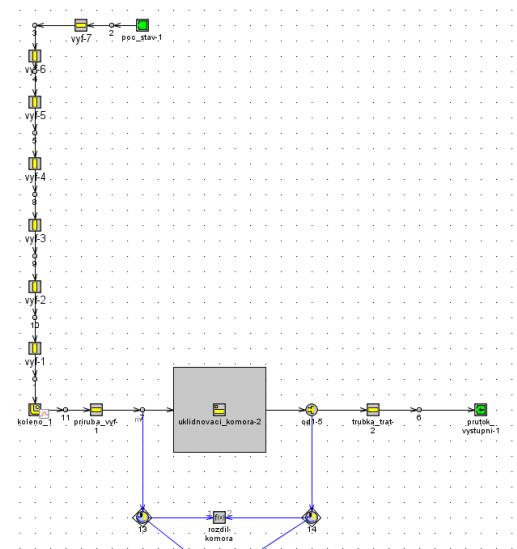 3
vyf-7
2
poc_stav-1
vyf-6
4
vyf-5
5
vyf-4
8
vyf-3
9
vyf-2
10
vyf-1
koleno_1
11
priruba_vyf-
1
uklidnovaci_komora-2
trubka_trat-
2
6
prutok_
vystupni-1
13
f(x)
rozdil-
komora
14